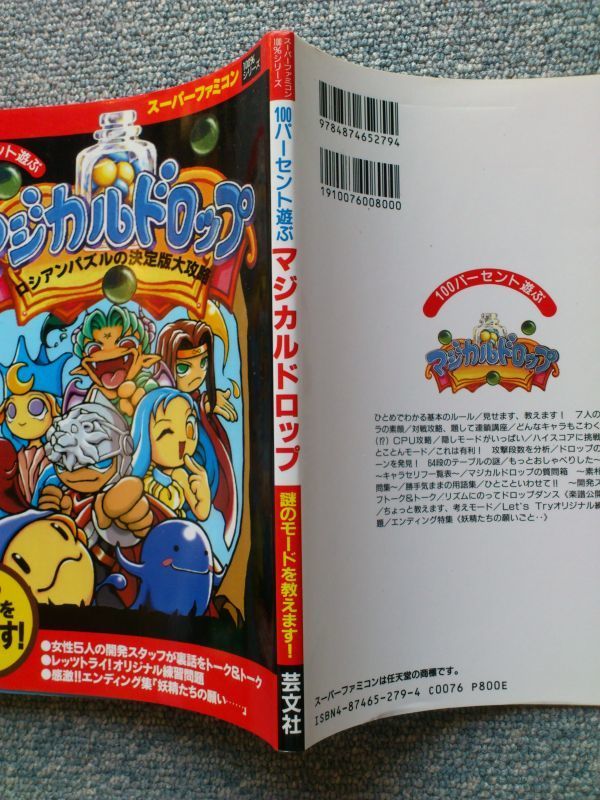 スーパーファミコン
100%シリーズ
セント遊ぶ
マジカルドロップ
ロシアンパズルの決定版大攻略
を
す!
●女性5人の開発スタッフが裏話をトーク&トーク
●レッツトライ!オリジナル練習問題
●感激!!エンディング集「妖精たちの願い……」
スーパーファミコン
100%シリーズ
100パーセント遊ぶ
マジカルドロップ
謎のモードを教えます!
芸文社
9784874652794
1910076008000
100パーセント遊ぶ
マジカルドロップ
ひとめでわかる基本のルール/見せます、教えます! 7人の
ラの素顔/対戦攻略、題して連鎖講座/どんなキャラもこわく
(!?) CPU攻略/隠しモードがいっぱい/ハイスコアに挑戦
とことんモード/これは有利! 攻撃段数を分析/ドロップの
ーンを発見! 64段のテーブルの謎/もっとおしゃべりした~
~キャラセリフ一覧表~/マジカルドロップの質問箱 ~素朴
問集~/勝手気ままの用語集/ひとこといわせて!! ~開発ス
フトーク&トーク/リズムにのってドロップダンス《楽譜公開
/ちょっと教えます、考えモード/Let's Tryオリジナル練
題/エンディング特集《妖精たちの願いごと‥》
スーパーファミコンは任天堂の商標です。
ISBN4-87465-279-4 C0076 P800E